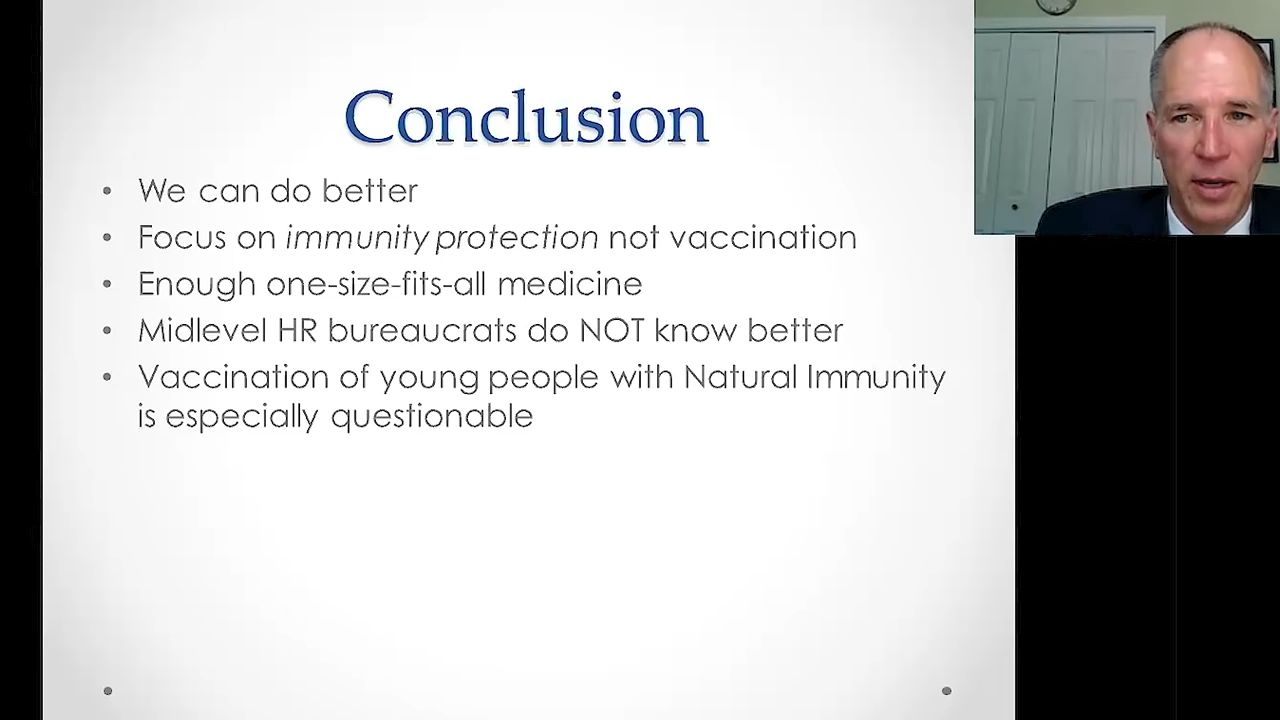 Conclusion
• We can do better
• Focus on immunity protection not vaccination
• Enough one-size-fits-all medicine
• Midlevel HR bureaucrats do NOT know better
• Vaccination of young people with Natural Immunity
is especially questionable